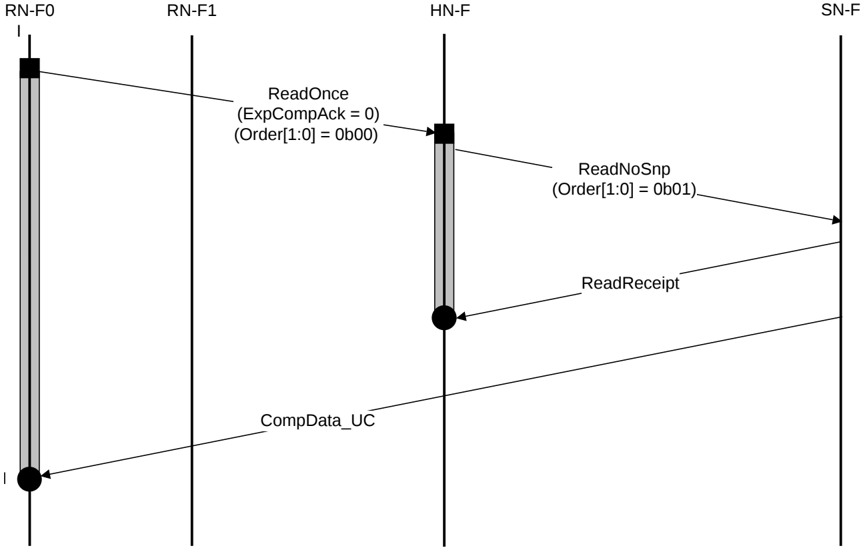 RN-F0
RN-F1
HN-F
SN-F
I
ReadOnce
(ExpCompAck = 0)
(Order[1:0] = 0b00)
ReadNoSnp
(Order[1:0] = 0b01)
ReadReceipt
CompData_UC
I